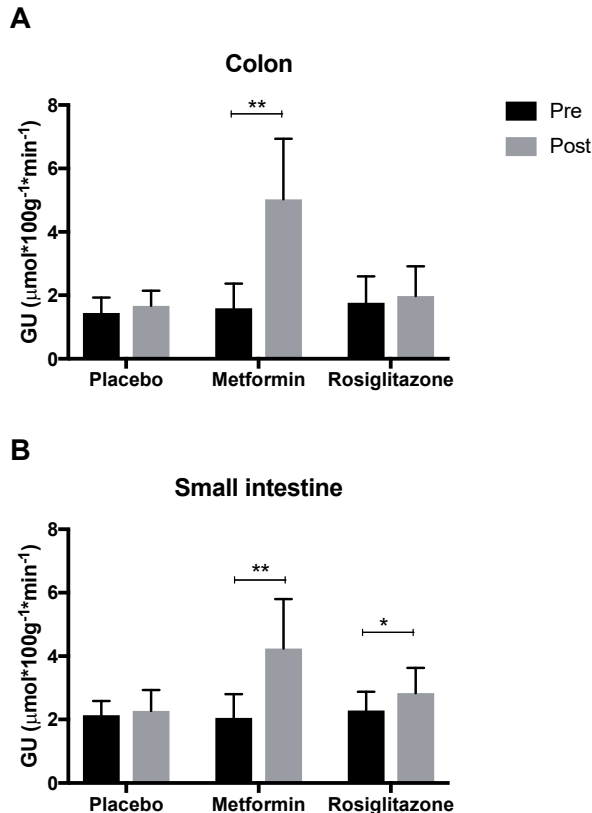 A
Colon
**
Pre
Post
8
6
4
2
0
GU (μmol*100g⁻¹*min⁻¹)
Placebo Metformin Rosiglitazone
B
Small intestine
**
*
8
6
4
2
0
GU (μmol*100g⁻¹*min⁻¹)
Placebo Metformin Rosiglitazone